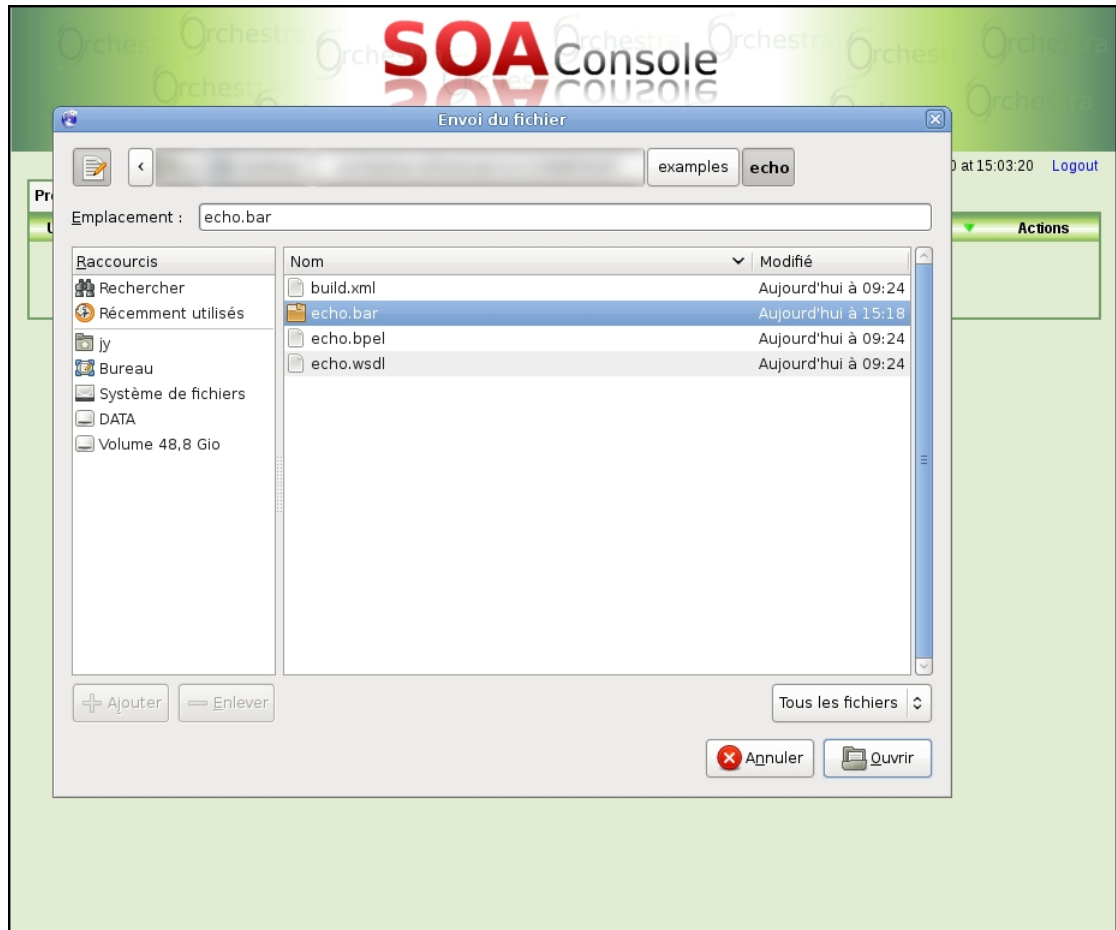 SOA Console
Envoi du fichier
examples echo
at 15:03:20 Logout
Emplacement : echo.bar
Actions
Raccourcis
Nom Modifié
Rechercher
build.xml Aujourd'hui à 09:24
Récemment utilisés
echo.bar Aujourd'hui à 15:18
jy
echo.bpel Aujourd'hui à 09:24
Bureau
echo.wsdl Aujourd'hui à 09:24
Système de fichiers
DATA
Volume 48,8 Gio
Ajouter Enlever
Tous les fichiers
Annuler Ouvrir